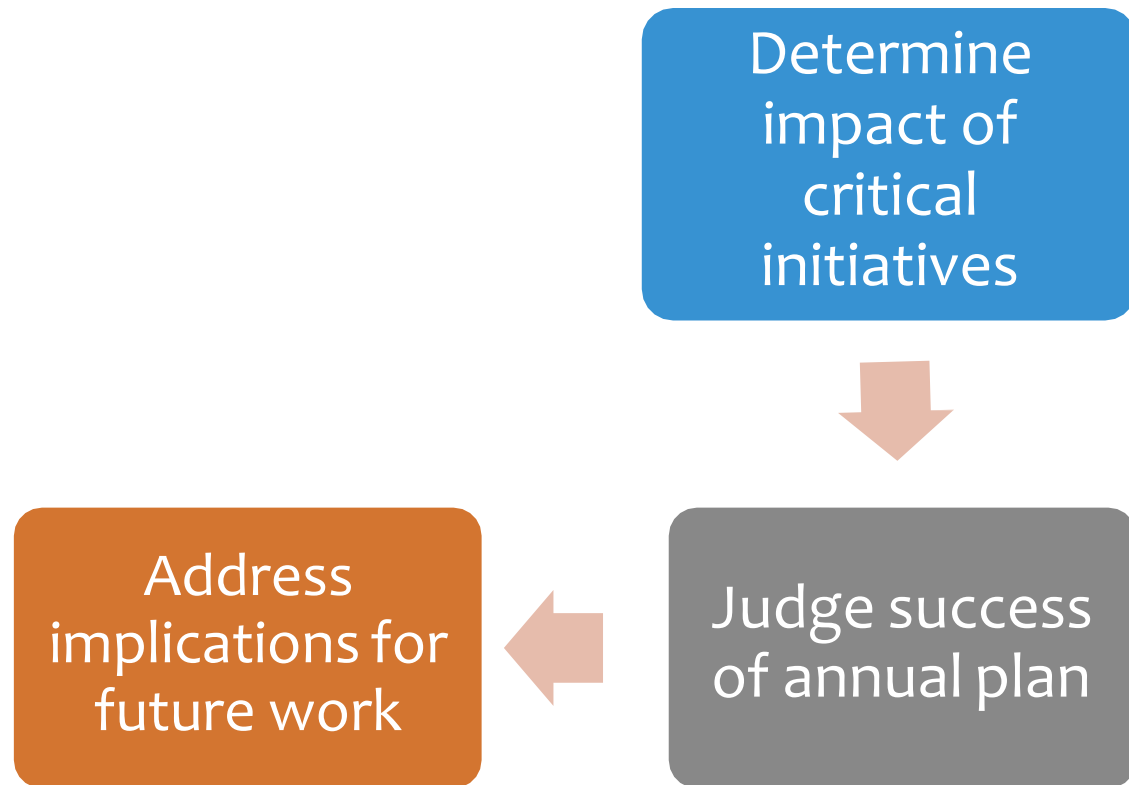 Determine
impact of
critical
initiatives
Judge success
of annual plan
Address
implications for
future work